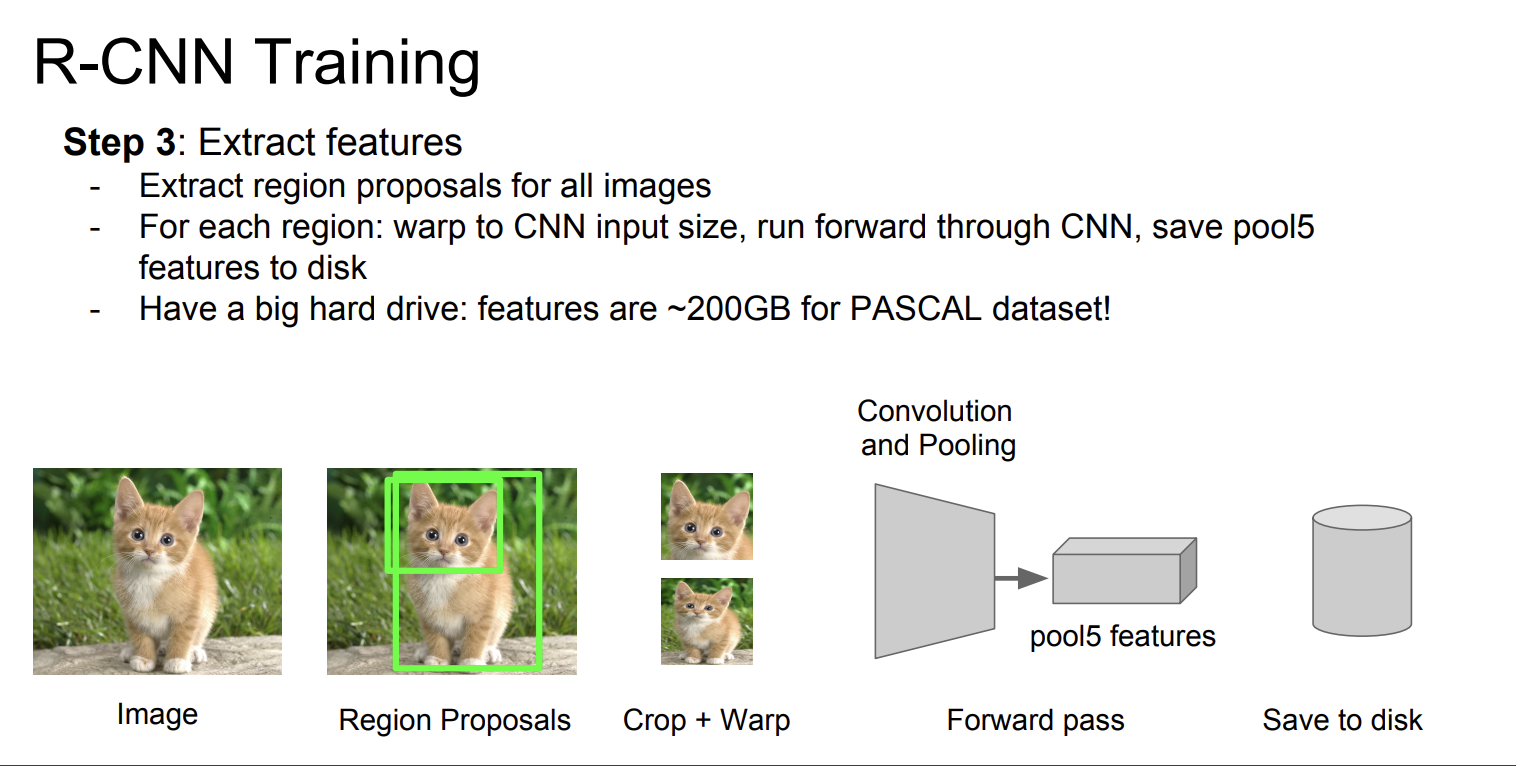 R-CNN Training
Step 3: Extract features
- Extract region proposals for all images
- For each region: warp to CNN input size, run forward through CNN, save pool5
features to disk
- Have a big hard drive: features are ~200GB for PASCAL dataset!
Convolution
and Pooling
pool5 features
Image
Region Proposals
Crop + Warp
Forward pass
Save to disk